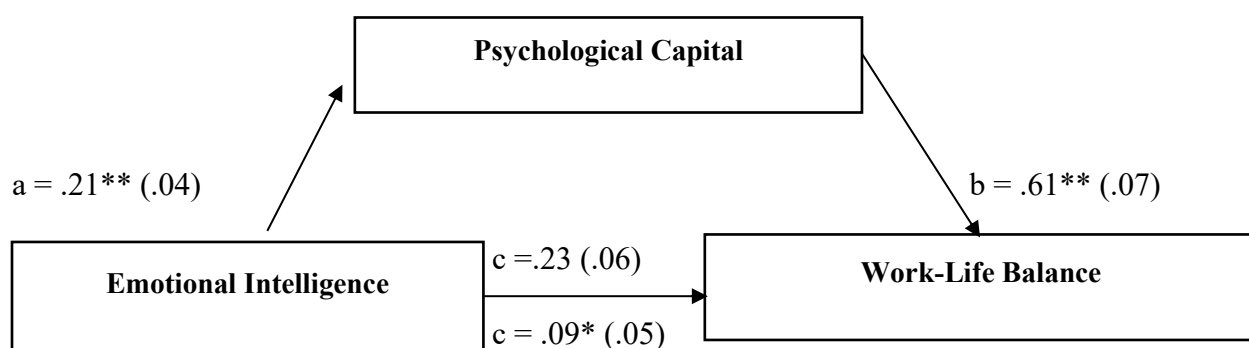 Psychological Capital
a = .21** (.04)
b = .61** (.07)
Emotional Intelligence
c =.23 (.06)
c = .09* (.05)
Work-Life Balance